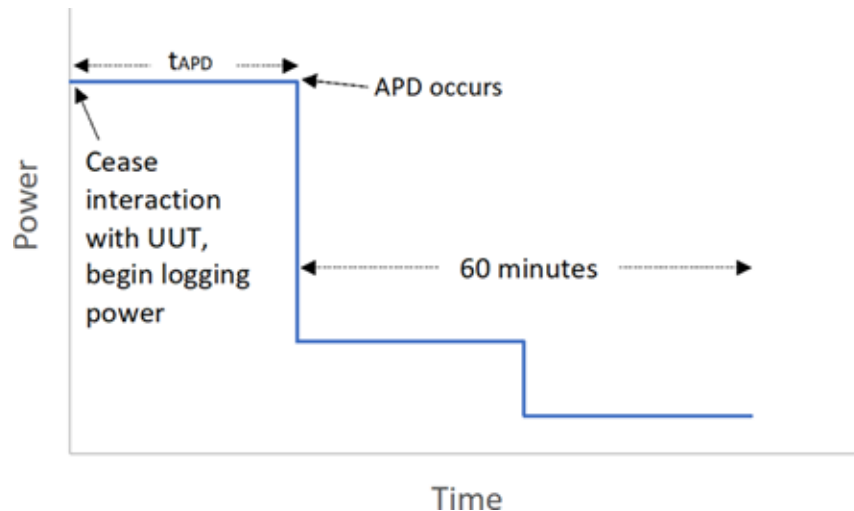 tAPD
APD occurs
Cease
interaction
with UUT,
begin logging
power
60 minutes
Power
Time